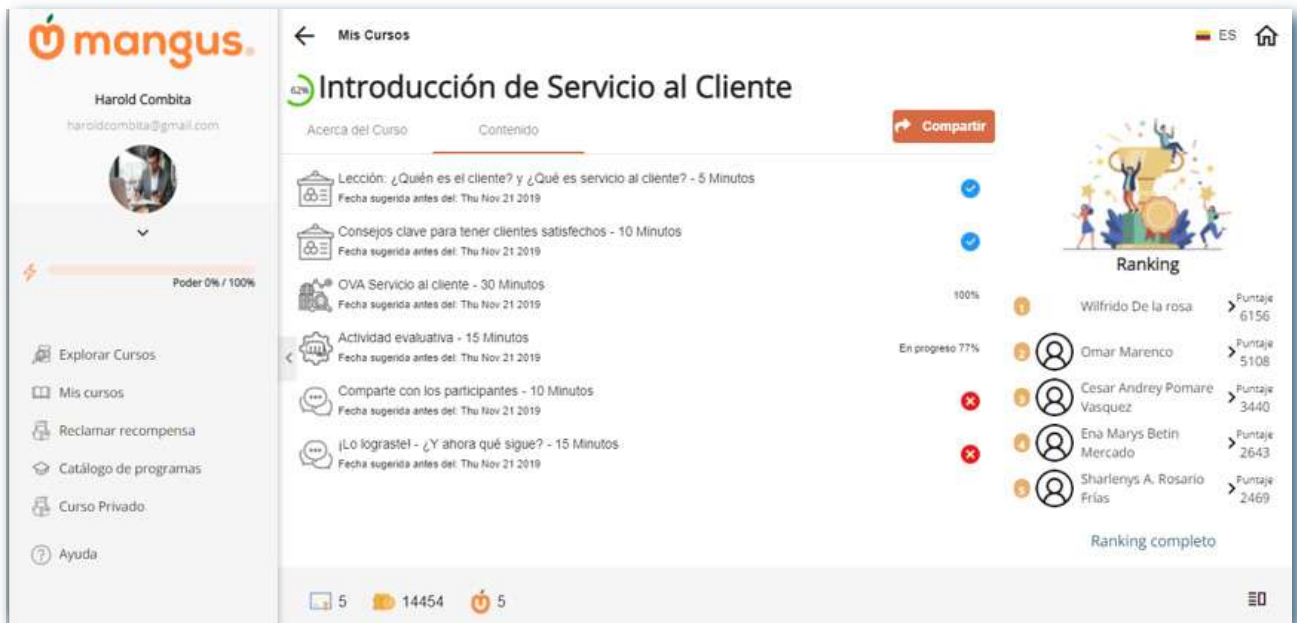 mangus.
Harold Combita
haroldcombita@gmail.com
Poder 0% / 100%
Explorar Cursos
Mis cursos
Reclamar recompensa
Catálogo de programas
Curso Privado
Ayuda
Mis Cursos
ES
62%
Introducción de Servicio al Cliente
Acerca del Curso
Contenido
Compartir
Lección: ¿Quién es el cliente? y ¿Qué es servicio al cliente? - 5 Minutos
Fecha sugerida antes del: Thu Nov 21 2019
Consejos clave para tener clientes satisfechos - 10 Minutos
Fecha sugerida antes del: Thu Nov 21 2019
OVA Servicio al cliente - 30 Minutos
100%
Fecha sugerida antes del: Thu Nov 21 2019
Actividad evaluativa - 15 Minutos
En progreso 77%
Fecha sugerida antes del: Thu Nov 21 2019
Comparte con los participantes - 10 Minutos
Fecha sugerida antes del: Thu Nov 21 2019
¡Lo lograste! - ¿Y ahora qué sigue? - 15 Minutos
Fecha sugerida antes del: Thu Nov 21 2019
Ranking
1
Wilfrido De la rosa
Puntaje
6156
2
Omar Marenco
Puntaje
5108
3
Cesar Andrey Pomare
Vasquez
Puntaje
3440
4
Ena Marys Betin
Mercado
Puntaje
2643
5
Sharlenys A. Rosario
Frías
Puntaje
2469
Ranking completo
5
14454
5